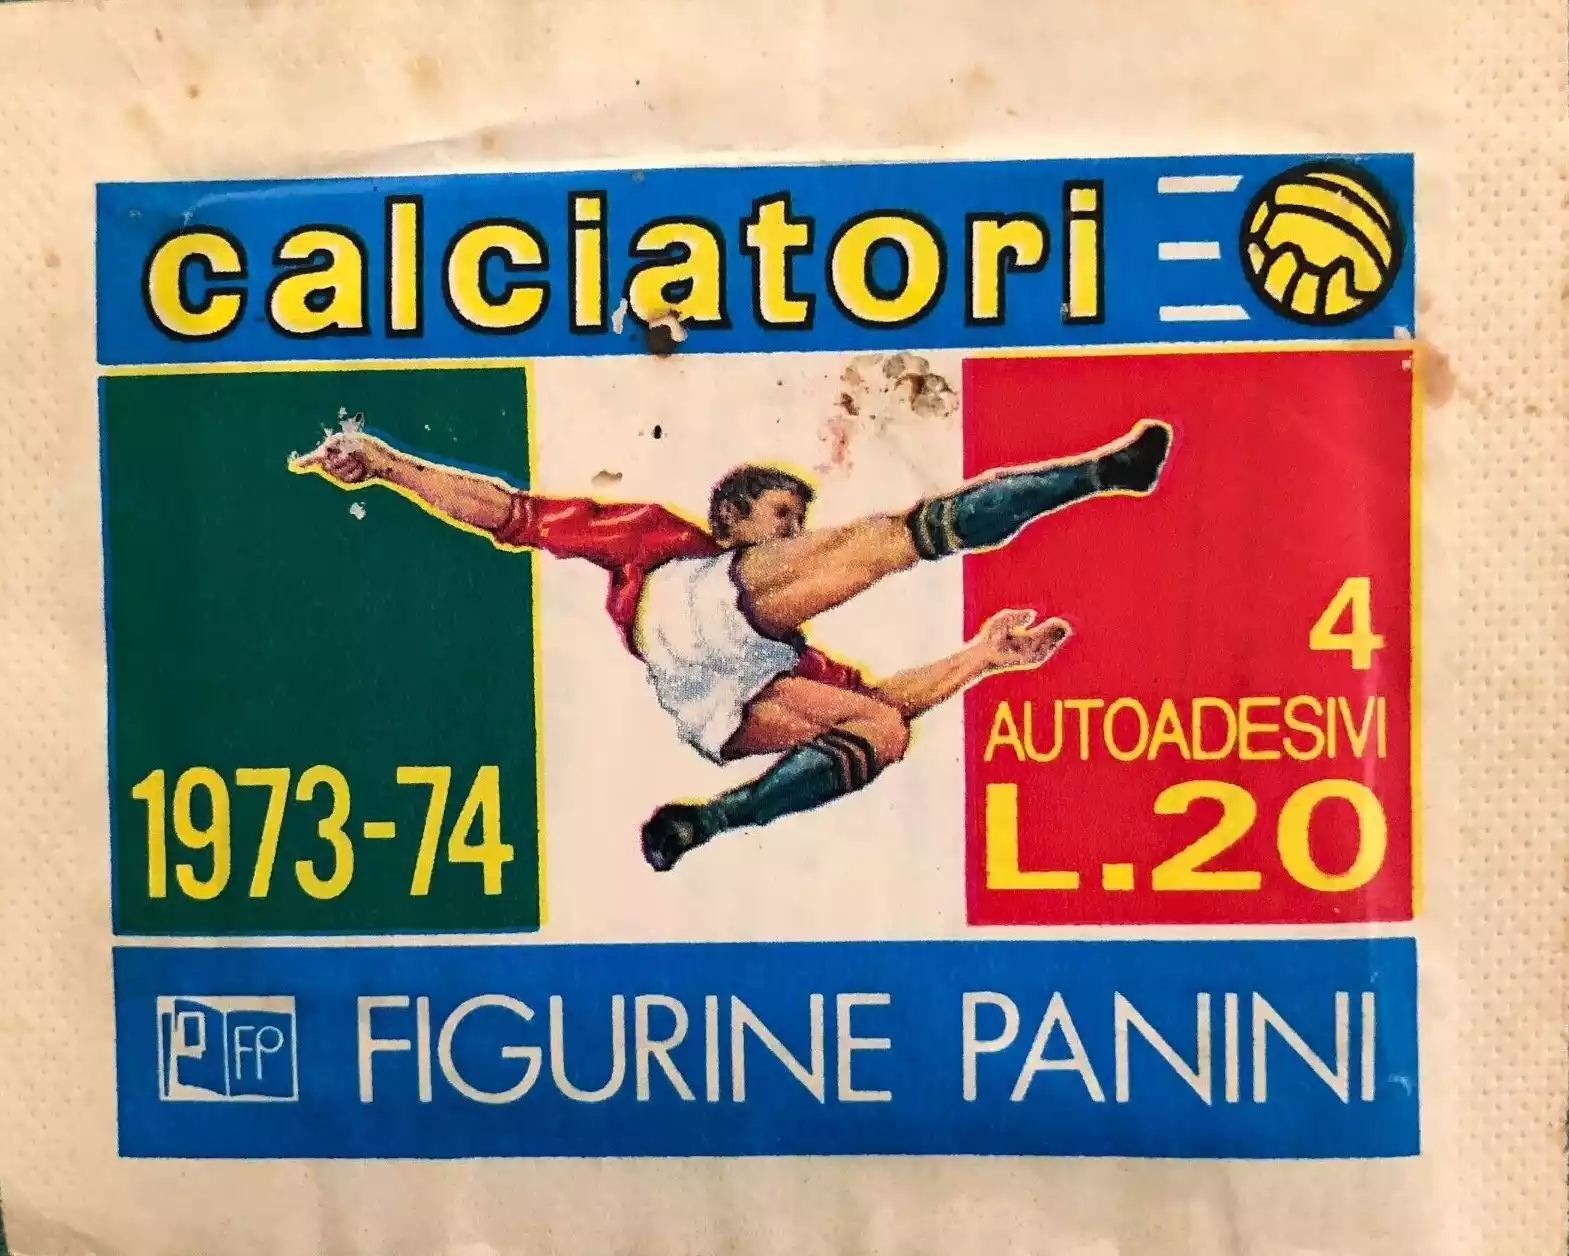 calciatori
1973-74
4
AUTOADESIVI
L.20
FP
FIGURINE PANINI